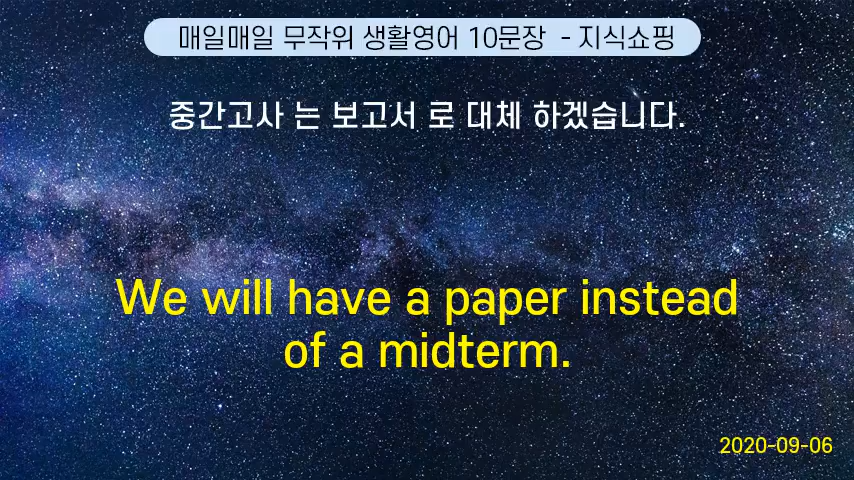 매일매일 무작위 생활영어 10문장 - 지식쇼핑
중간고사 는 보고서 로 대체 하겠습니다.
We will have a paper instead
of a midterm.
2020-09-06